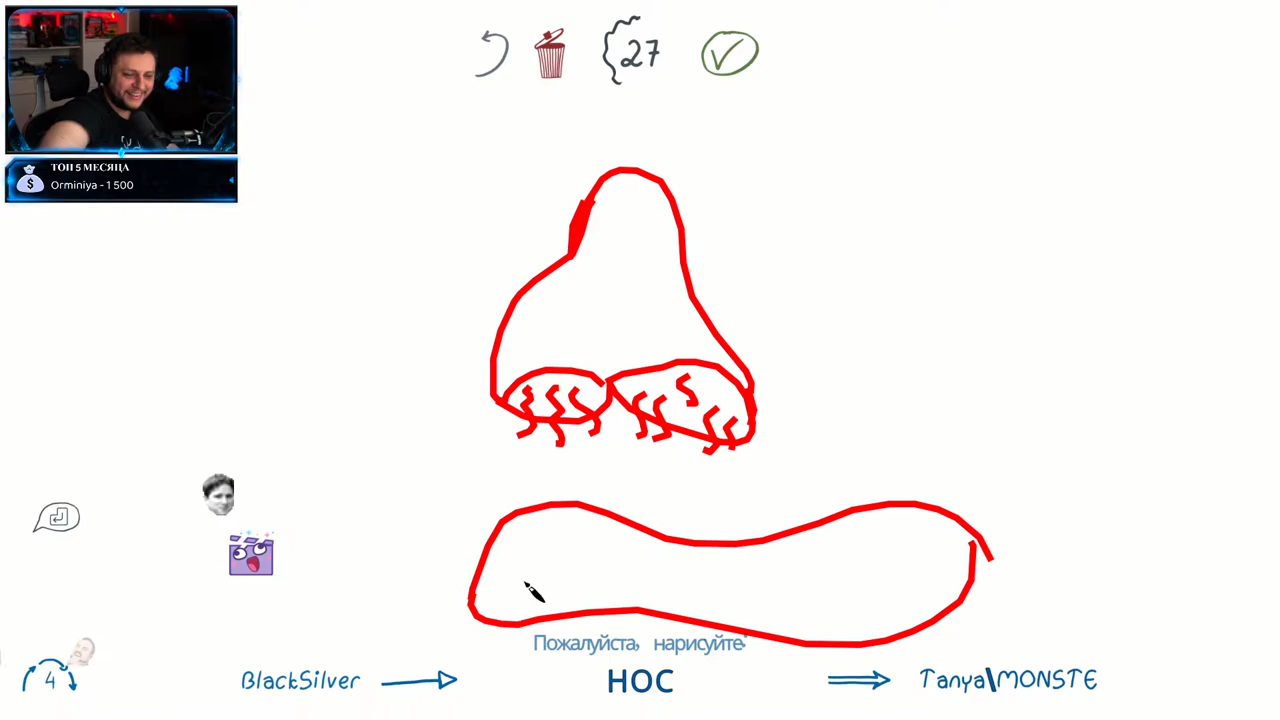 27
ТОП 5 МЕСЯЦА
Orminiya - 1 500
Пожалуйста, нарисуйте:
4
BlackSilver
НОС
Tanya\MONSTE